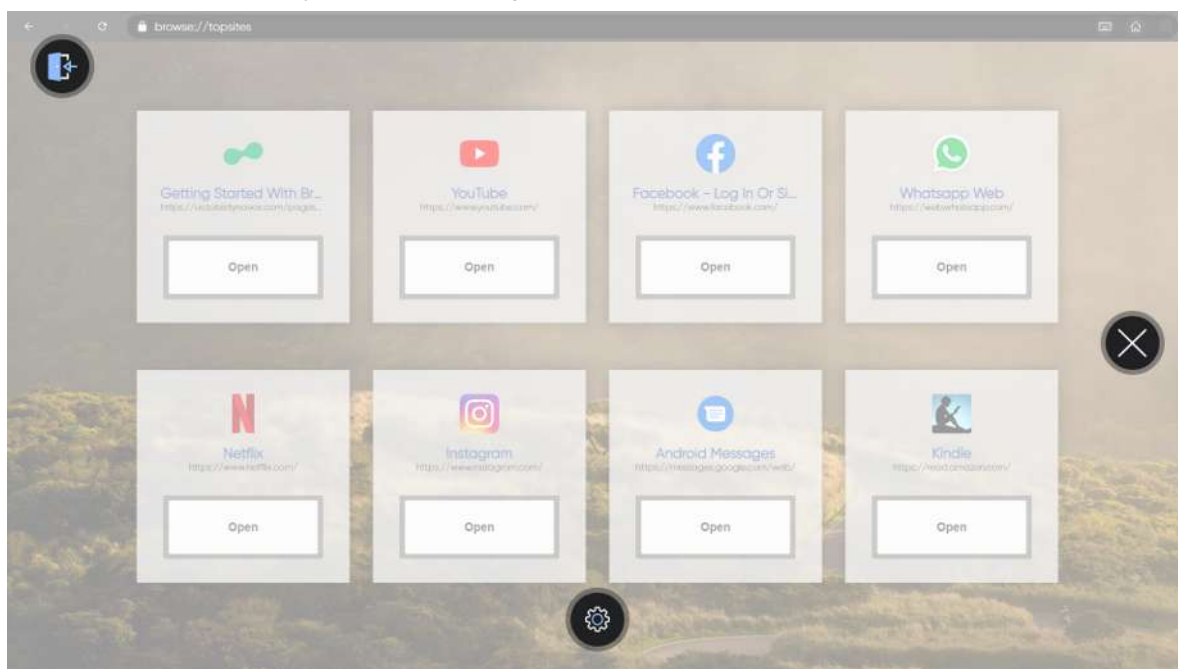 browse://topsites
Getting Started With Br...
YouTube
https://www.youtube.com/
Facebook - Log In Or Si...
https://www.facebook.com/
Whatsapp Web
https://web.whatsapp.com/
Open
Open
Open
Open
Netflix
https://www.netflix.com/
Instagram
https://www.instagram.com/
Android Messages
https://messages.google.com/web/
Kindle
https://read.amazon.com/
Open
Open
Open
Open